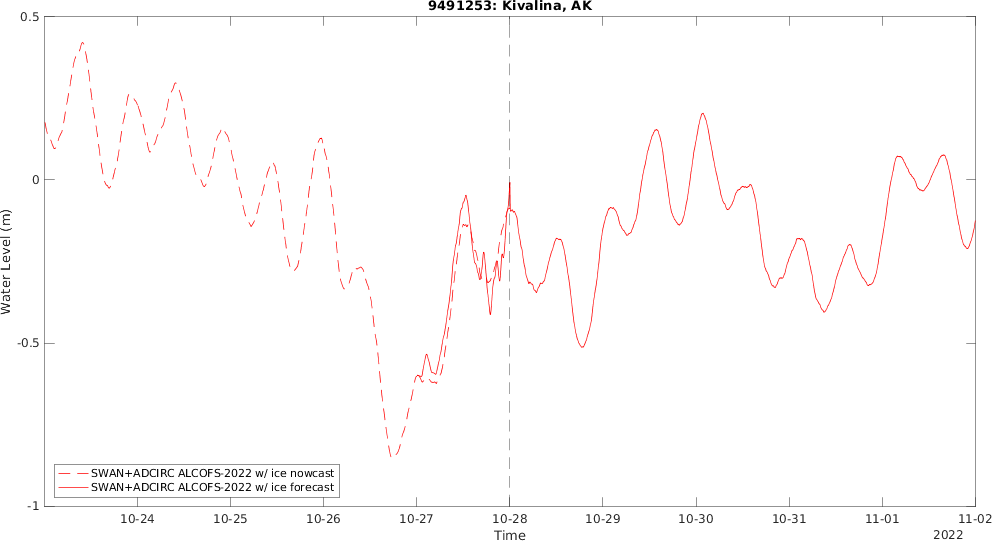 9491253: Kivalina, AK
0.5
0
-0.5
-1
Water Level (m)
SWAN+ADCIRC ALCOFS-2022 w/ ice nowcast
SWAN+ADCIRC ALCOFS-2022 w/ ice forecast
10-24 10-25 10-26 10-27 10-28 10-29 10-30 10-31 11-01 11-02
Time
2022